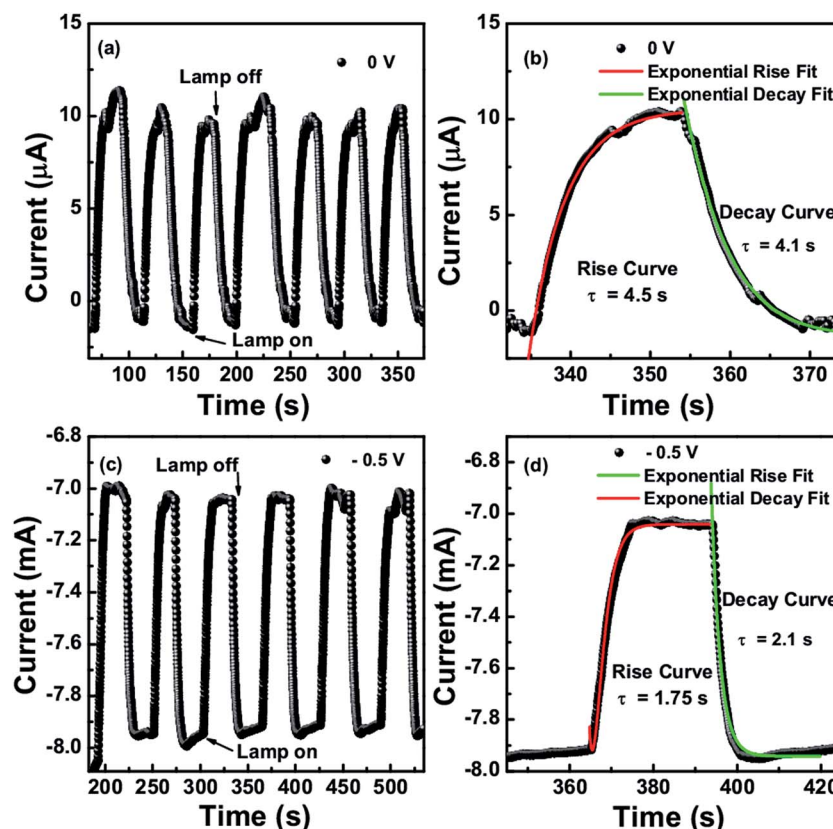 (a)
0 V
Lamp off
Lamp on
Current (μA)
15
10
5
0
100 150 200 250 300 350
Time (s)
(b)
0 V
Exponential Rise Fit
Exponential Decay Fit
Decay Curve
τ = 4.1 s
Rise Curve
τ = 4.5 s
Current (μA)
15
10
5
0
340 350 360 370
Time (s)
(c)
- 0.5 V
Lamp off
Lamp on
Current (mA)
-6.8
-7.0
-7.2
-7.4
-7.6
-7.8
-8.0
200 250 300 350 400 450 500
Time (s)
(d)
- 0.5 V
Exponential Rise Fit
Exponential Decay Fit
Decay Curve
τ = 2.1 s
Rise Curve
τ = 1.75 s
Current (mA)
-6.8
-7.0
-7.2
-7.4
-7.6
-7.8
-8.0
360 380 400 420
Time (s)